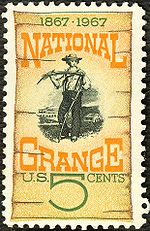 1867-1967
NATIONAL
GRANGE
U.S. 5 CENTS